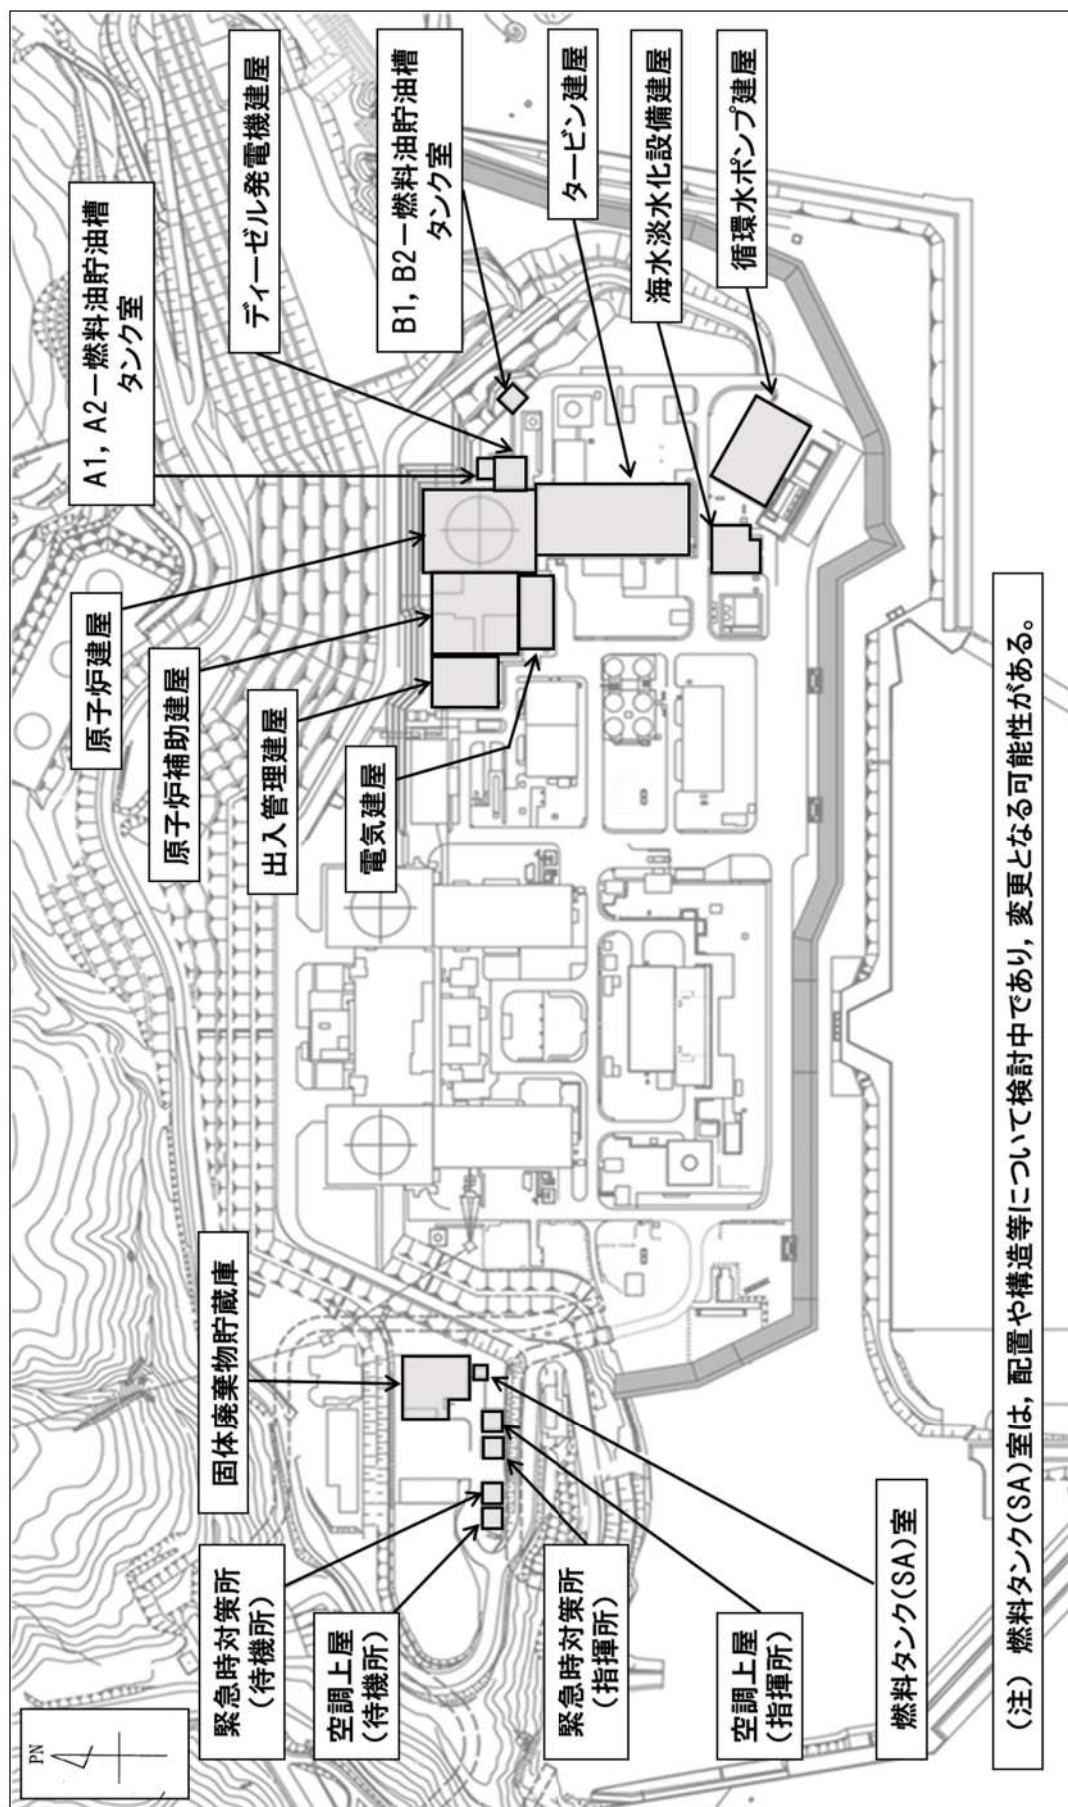 PN
A1，A2－燃料油貯油槽
タンク室
ディーゼル発電機建屋
B1，B2－燃料油貯油槽
タンク室
タービン建屋
海水淡水化設備建屋
循環水ポンプ建屋
原子炉建屋
原子炉補助建屋
出入管理建屋
電気建屋
固体廃棄物貯蔵庫
緊急時対策所
（待機所）
空調上屋
（待機所）
緊急時対策所
（指揮所）
空調上屋
（指揮所）
燃料タンク（SA）室
（注） 燃料タンク（SA）室は，配置や構造等について検討中であり，変更となる可能性がある。